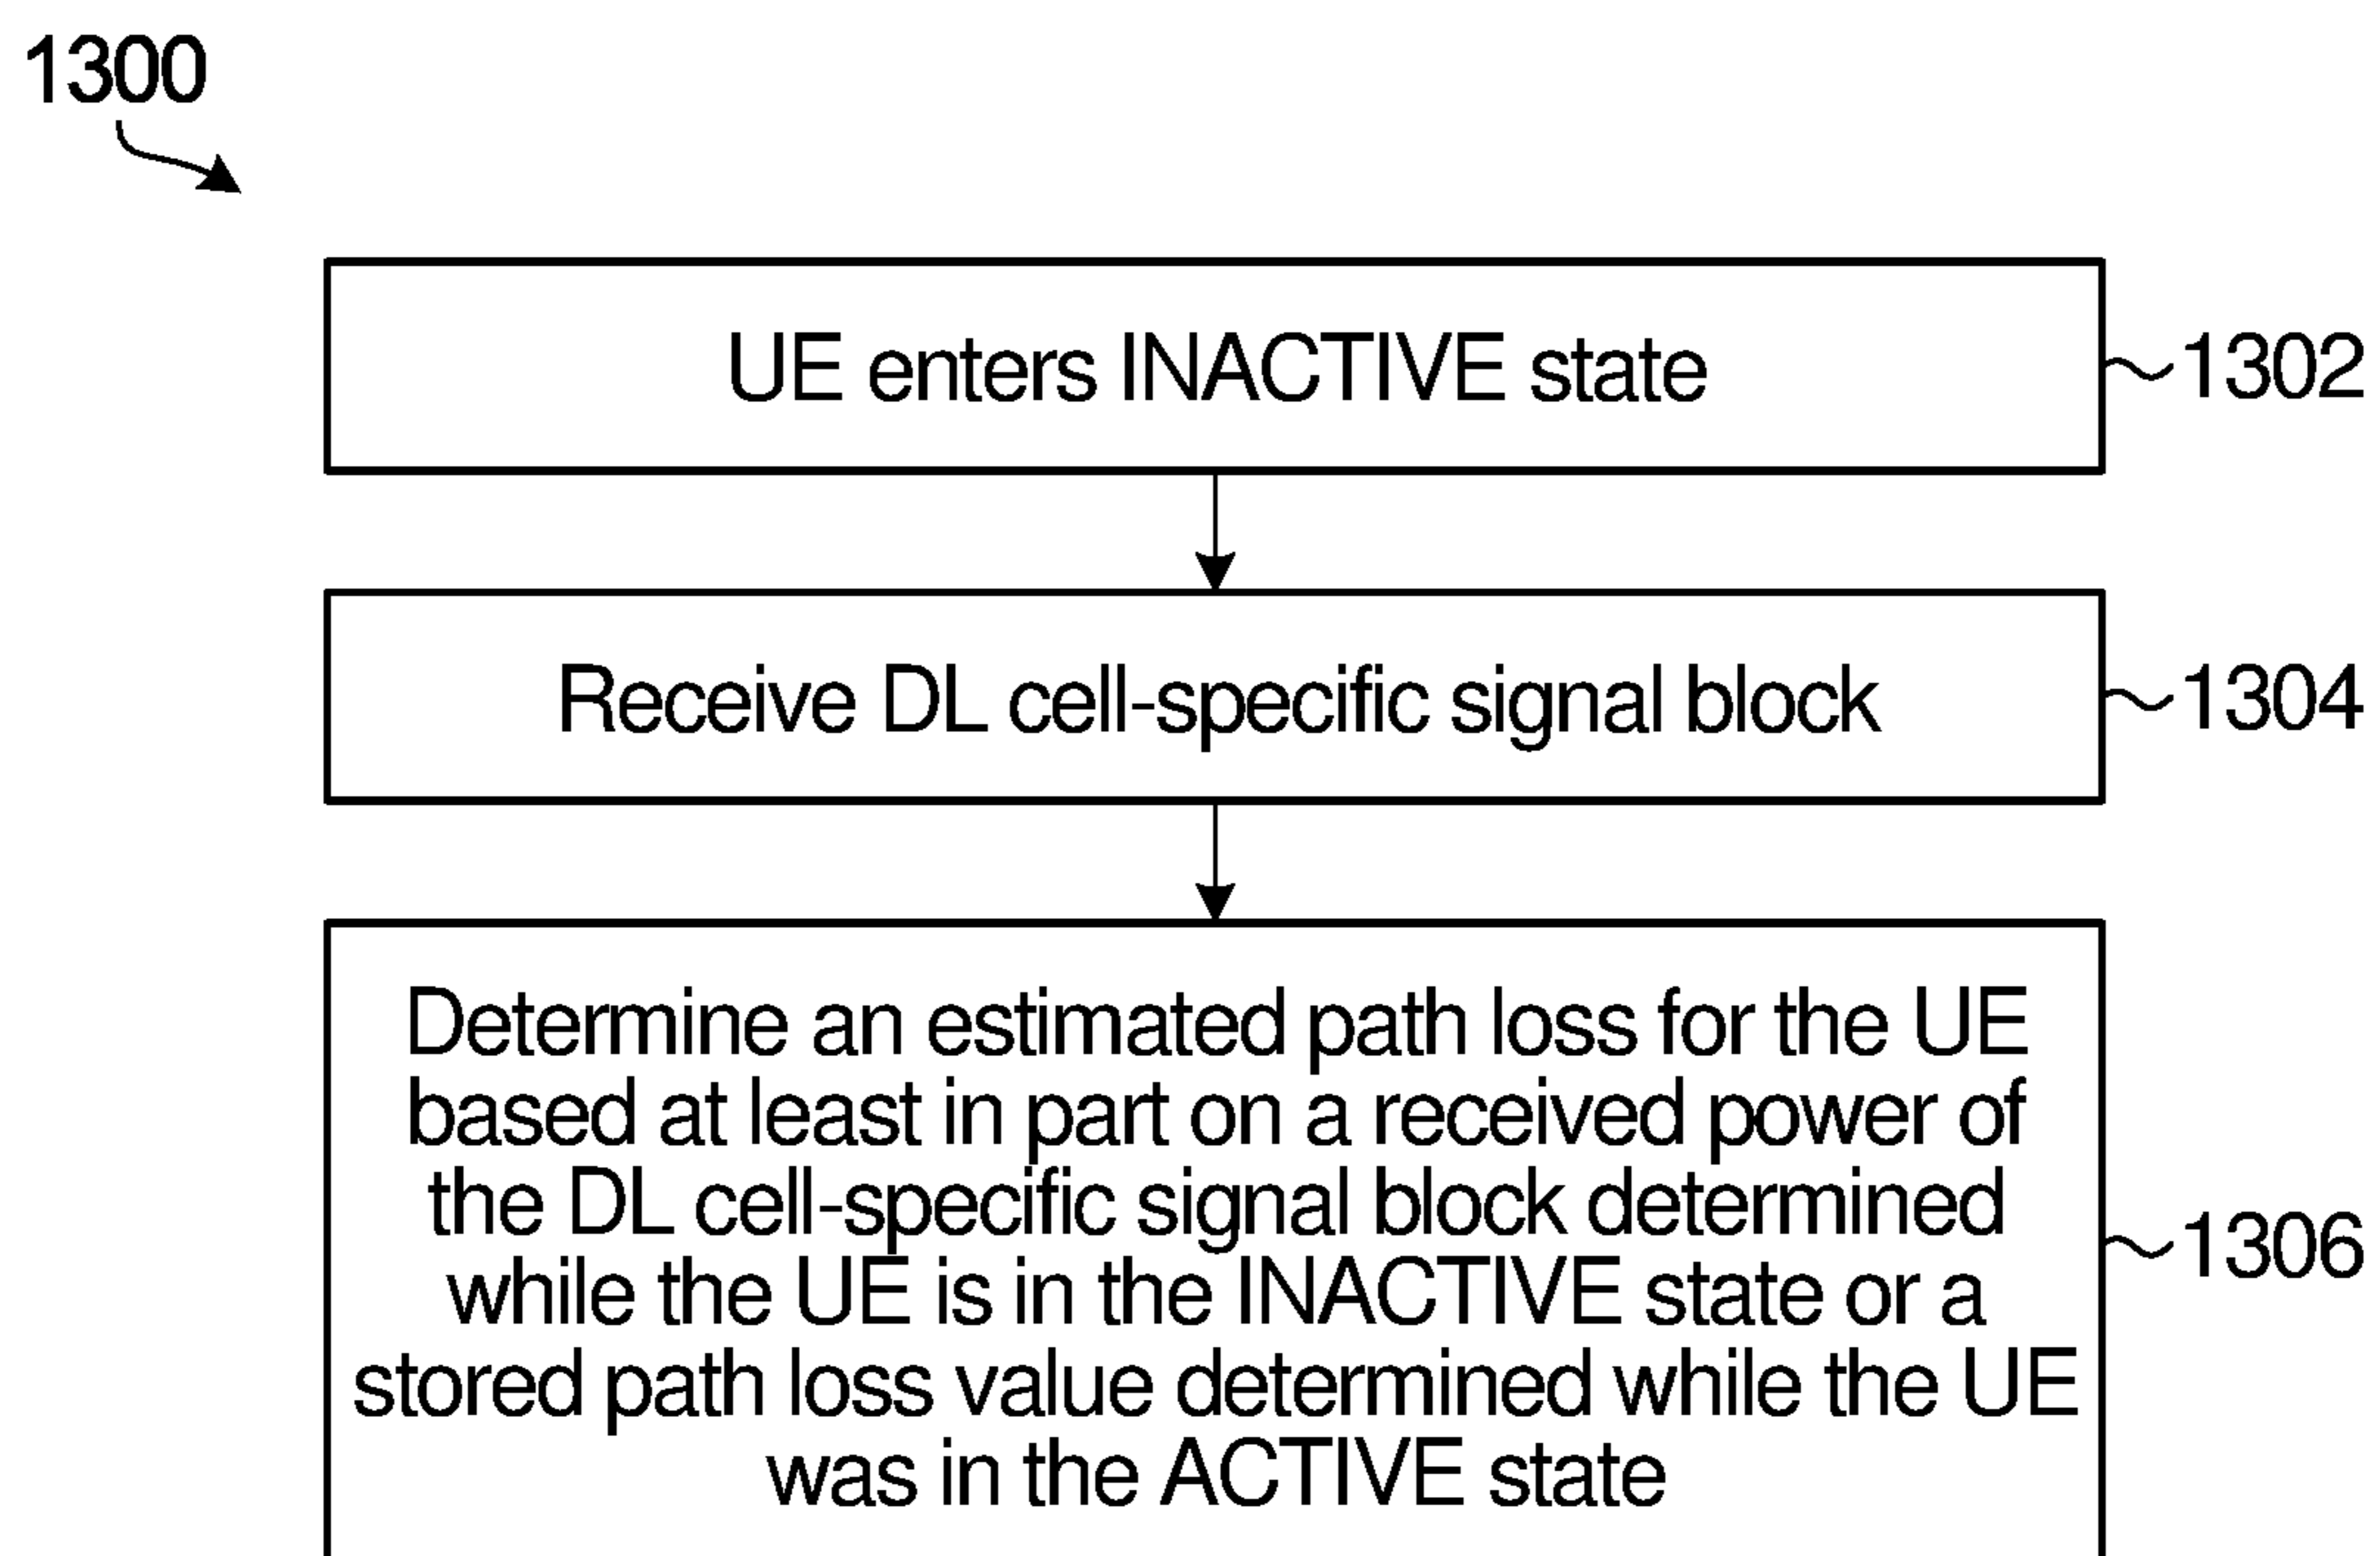 1300
UE enters INACTIVE state
1302
Receive DL cell-specific signal block
1304
Determine an estimated path loss for the UE
based at least in part on a received power of
the DL cell-specific signal block determined
while the UE is in the INACTIVE state or a
stored path loss value determined while the UE
was in the ACTIVE state
1306